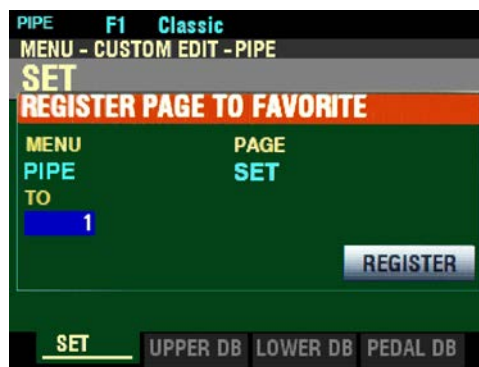 PIPE F1 Classic
MENU - CUSTOM EDIT - PIPE
SET
REGISTER PAGE TO FAVORITE
MENU PAGE
PIPE SET
TO
1
REGISTER
SET UPPER DB LOWER DB PEDAL DB